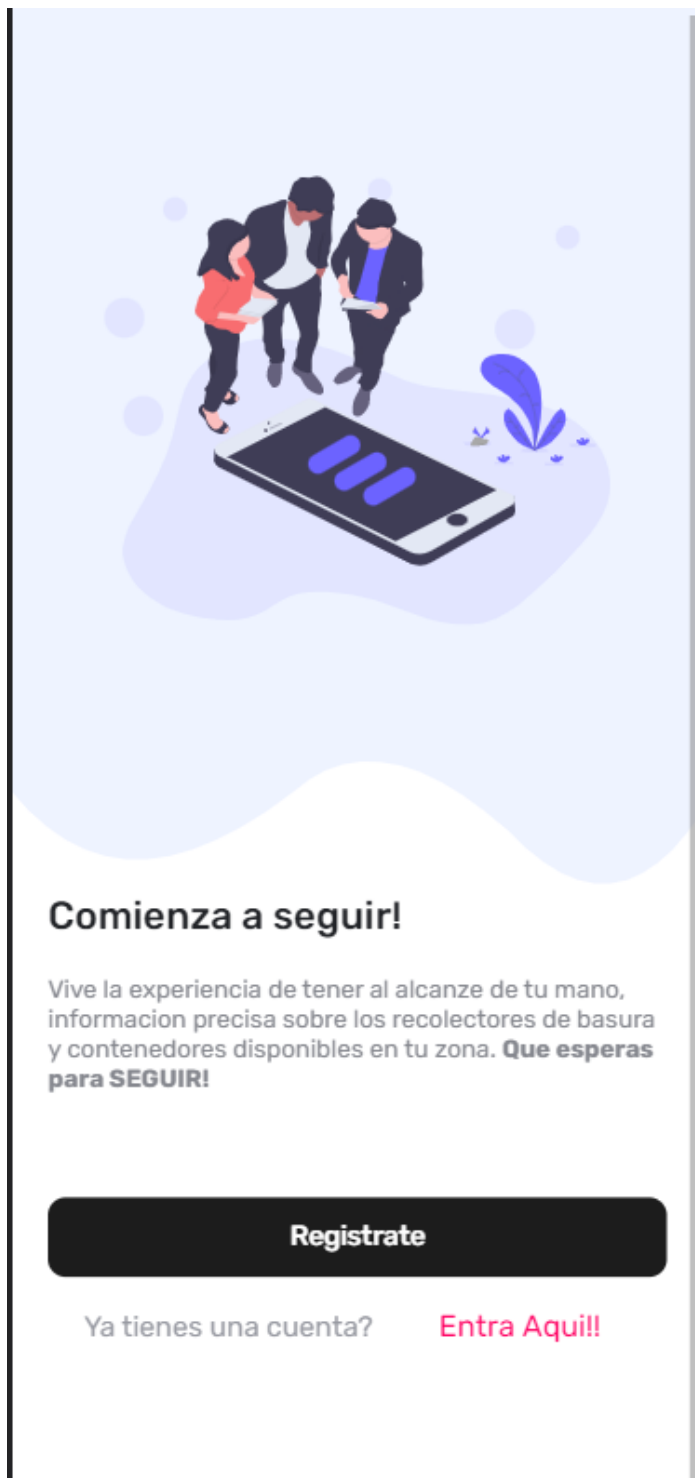 Comienza a seguir!
Vive la experiencia de tener al alcanze de tu mano,
informacion precisa sobre los recolectores de basura
y contenedores disponibles en tu zona. Que esperas
para SEGUIR!
Registrate
Ya tienes una cuenta? Entra Aqui!!